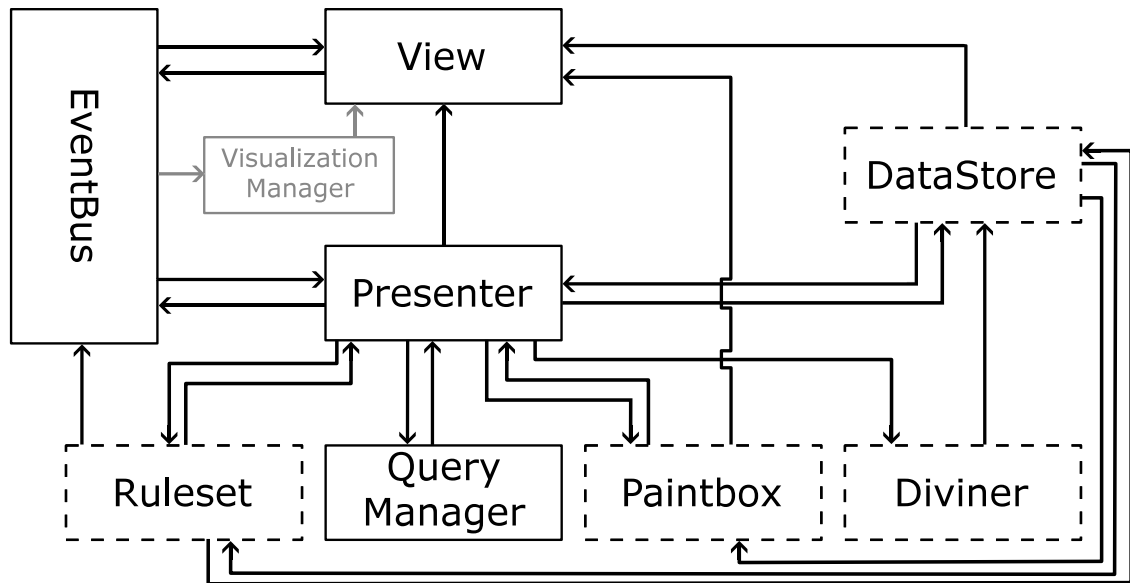 EventBus
View
Visualization
Manager
DataStore
Presenter
Ruleset
Query
Manager
Paintbox
Diviner